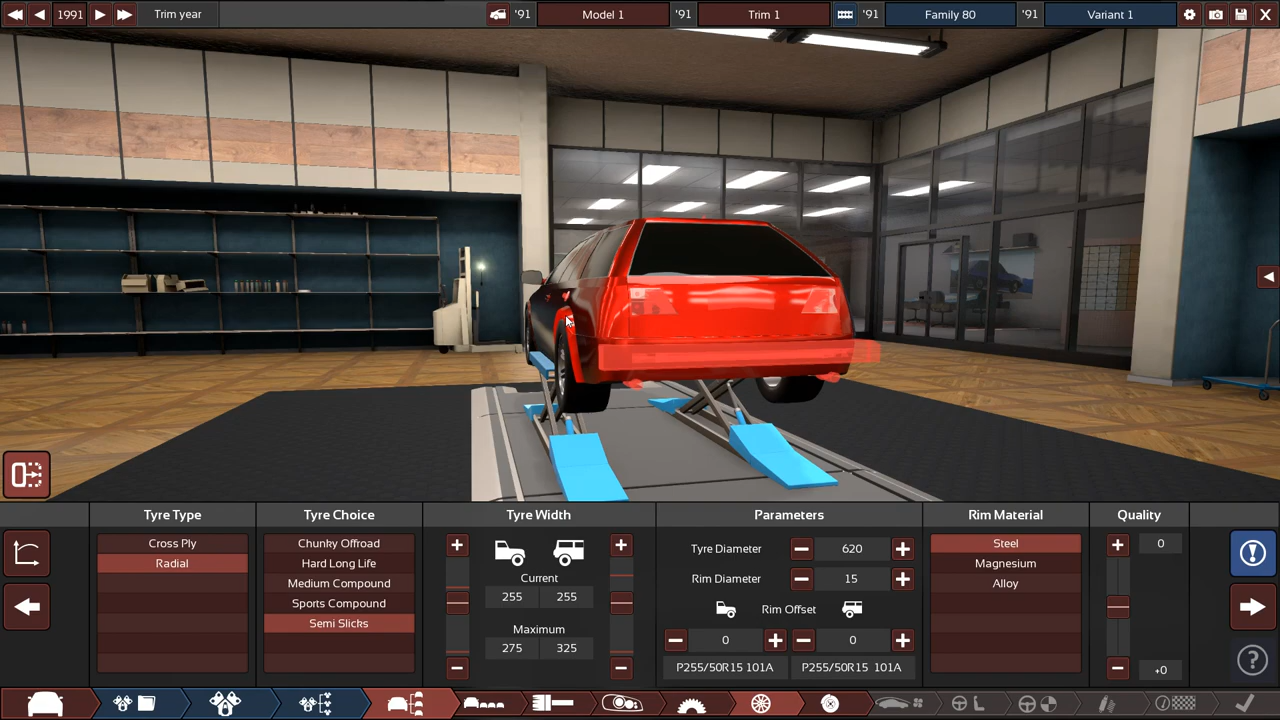 1991 Trim year '91 Model 1 '91 Trim 1 '91 Family 80 '91 Variant 1
Tyre Type Tyre Choice Tyre Width Parameters Rim Material Quality
Cross Ply
Radial
Chunky Offroad
Hard Long Life
Medium Compound
Sports Compound
Semi Slicks
Current
255 255
Maximum
275 325
Tyre Diameter 620
Rim Diameter 15
Rim Offset
0 0
P255/50R15 101A P255/50R15 101A
Steel
Magnesium
Alloy
0
+0